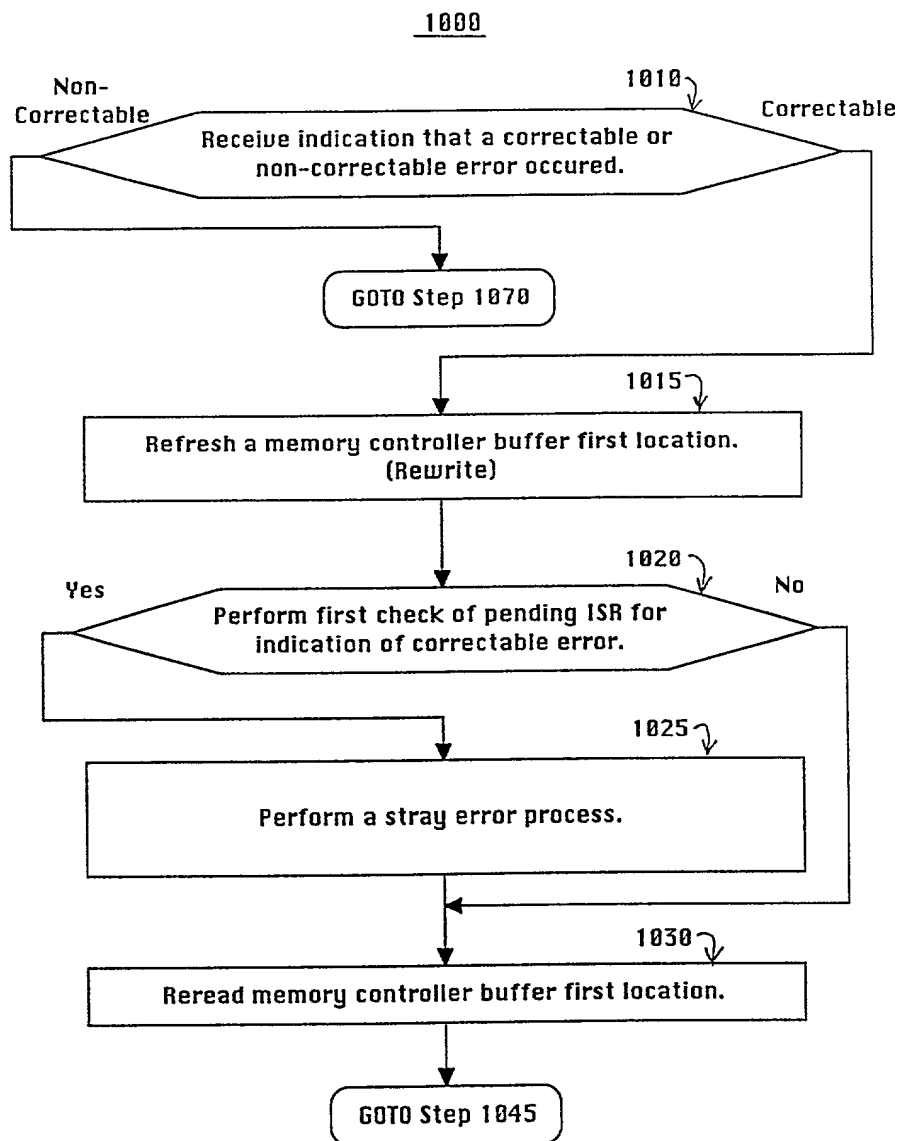 1000
1010
Non-
Correctable
Correctable
Receive indication that a correctable or
non-correctable error occured.
GOTO Step 1070
1015
Refresh a memory controller buffer first location.
(Rewrite)
1020
Yes
No
Perform first check of pending ISR for
indication of correctable error.
1025
Perform a stray error process.
1030
Reread memory controller buffer first location.
GOTO Step 1045